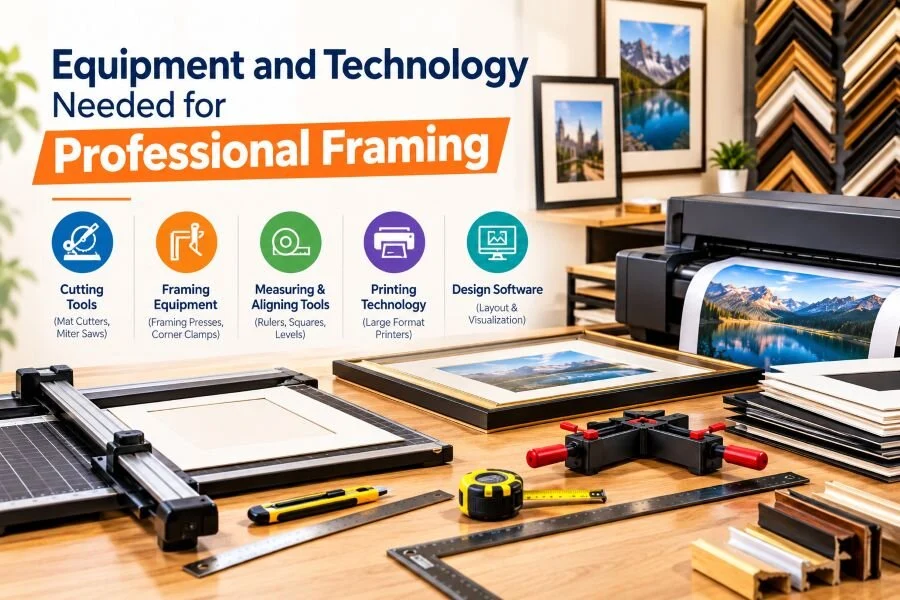 Equipment and Technology
Needed for
Professional Framing
Cutting
Tools
(Mat Cutters,
Miter Saws)
Framing
Equipment
(Framing Presses,
Corner Clamps)
Measuring &
Aligning Tools
(Rulers, Squares,
Levels)
Printing
Technology
(Large Format
Printers)
Design Software
(Layout &
Visualization)